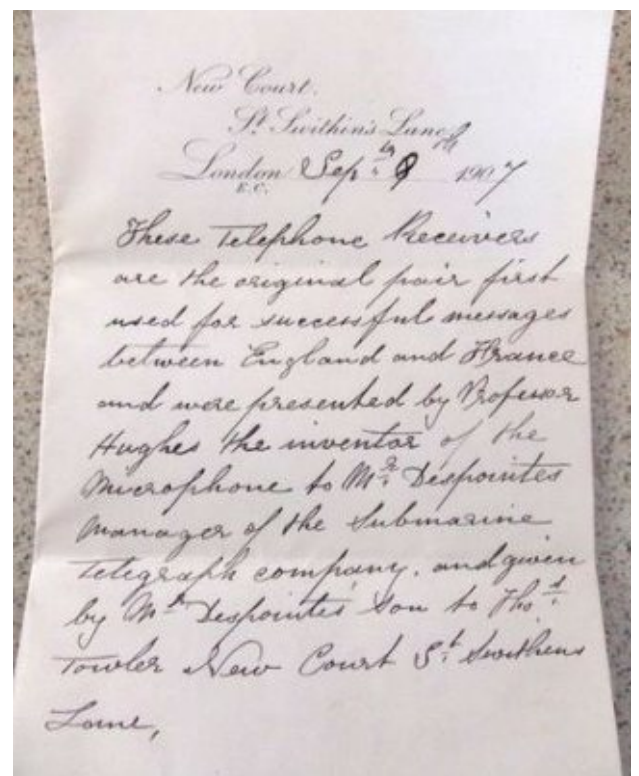 New Court.
St Swithin's Lane
London Sepr 9th 1907
E.C.
These Telephone Receivers
are the original pair first
used for successful messages
between England and France
and were presented by Professor
Hughes the inventor of the
Microphone to Mr Despointes
Manager of the Submarine
Telegraph company, and given
by Mr Despointes son to Thos
Towler New Court St Swithens
Lane,